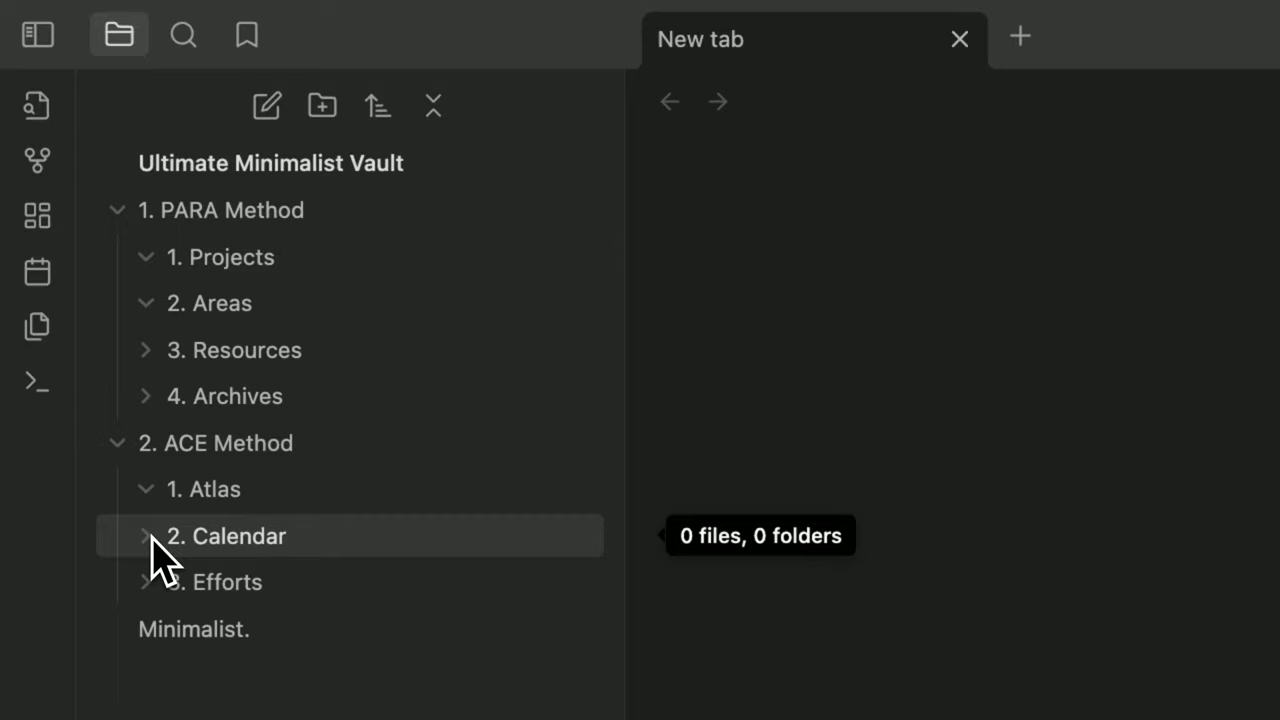 New tab
Ultimate Minimalist Vault
1. PARA Method
1. Projects
2. Areas
3. Resources
4. Archives
2. ACE Method
1. Atlas
2. Calendar
0 files, 0 folders
3. Efforts
Minimalist.